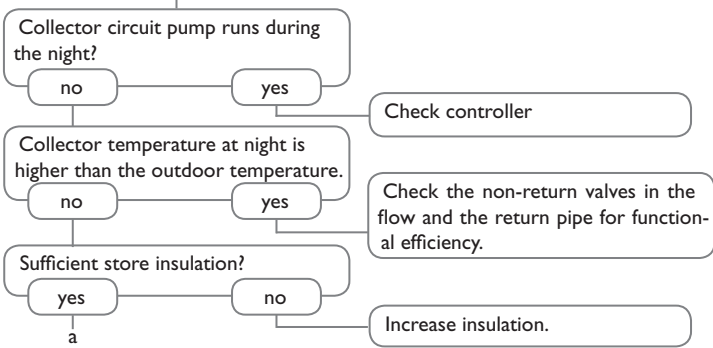 Collector circuit pump runs during
the night?
no
yes
Check controller
Collector temperature at night is
higher than the outdoor temperature.
no
yes
Check the non-return valves in the
flow and the return pipe for function-
al efficiency.
Sufficient store insulation?
yes
no
a
Increase insulation.